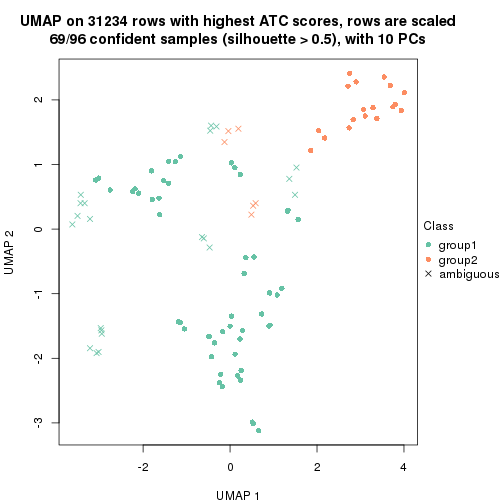 UMAP on 31234 rows with highest ATC scores, rows are scaled
69/96 confident samples (silhouette > 0.5), with 10 PCs
2
1
0
-1
-2
-3
UMAP 2
-2
0
2
4
UMAP 1
Class
group1
group2
ambiguous